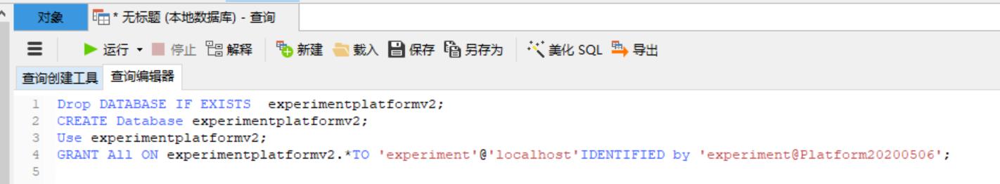 对象 * 无标题 (本地数据库) - 查询
运行 停止 解释 新建 载入 保存 另存为 美化 SQL 导出
查询创建工具 查询编辑器
1 Drop DATABASE IF EXISTS  experimentplatformv2;
2 CREATE Database experimentplatformv2;
3 Use experimentplatformv2;
4 GRANT All ON experimentplatformv2.*TO 'experiment'@'localhost'IDENTIFIED by 'experiment@Platform20200506';
5